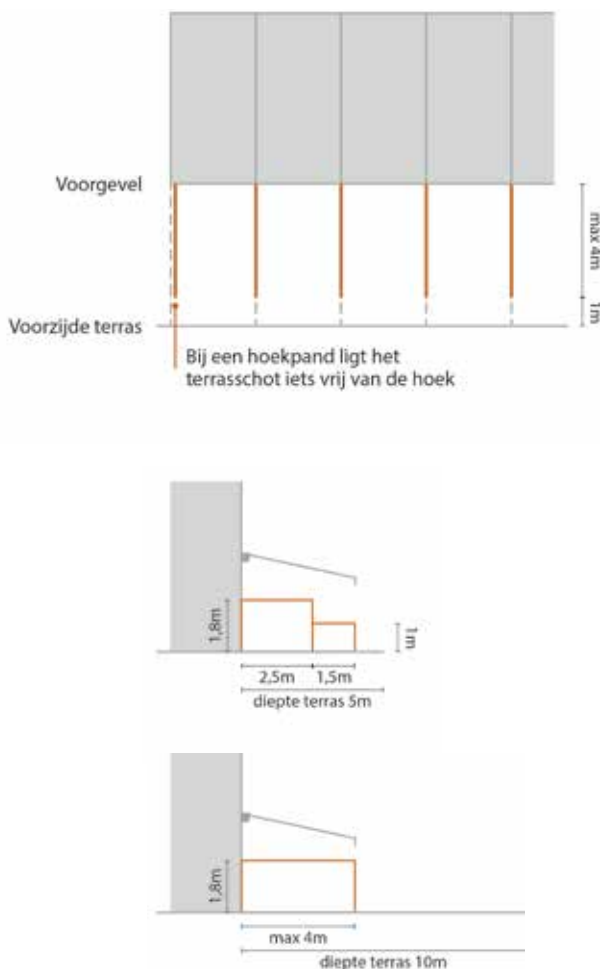 Voorgevel
max 4m
1m
Voorzijde terras
Bij een hoekpand ligt het
terrasschot iets vrij van de hoek
1,8m
1m
2,5m
1,5m
diepte terras 5m
1,8m
max 4m
diepte terras 10m